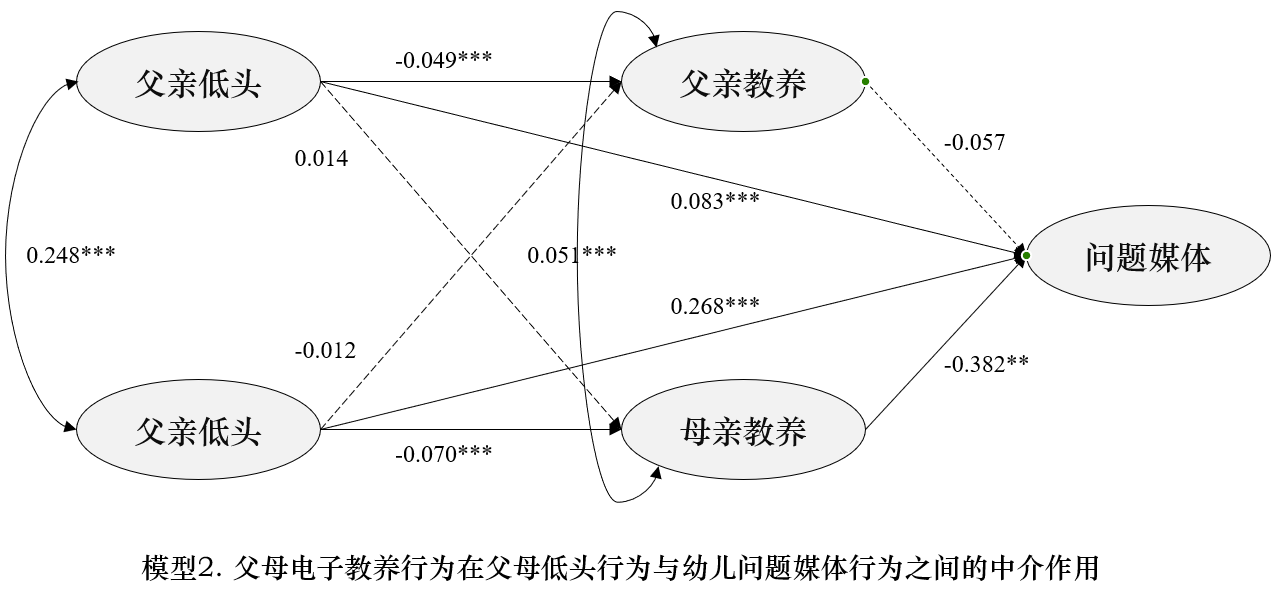 -0.049***
父亲低头
父亲教养
-0.057
0.014
0.083***
0.248***
0.051***
问题媒体
0.268***
-0.012
-0.382**
父亲低头
母亲教养
-0.070***
模型2. 父母电子教养行为在父母低头行为与幼儿问题媒体行为之间的中介作用